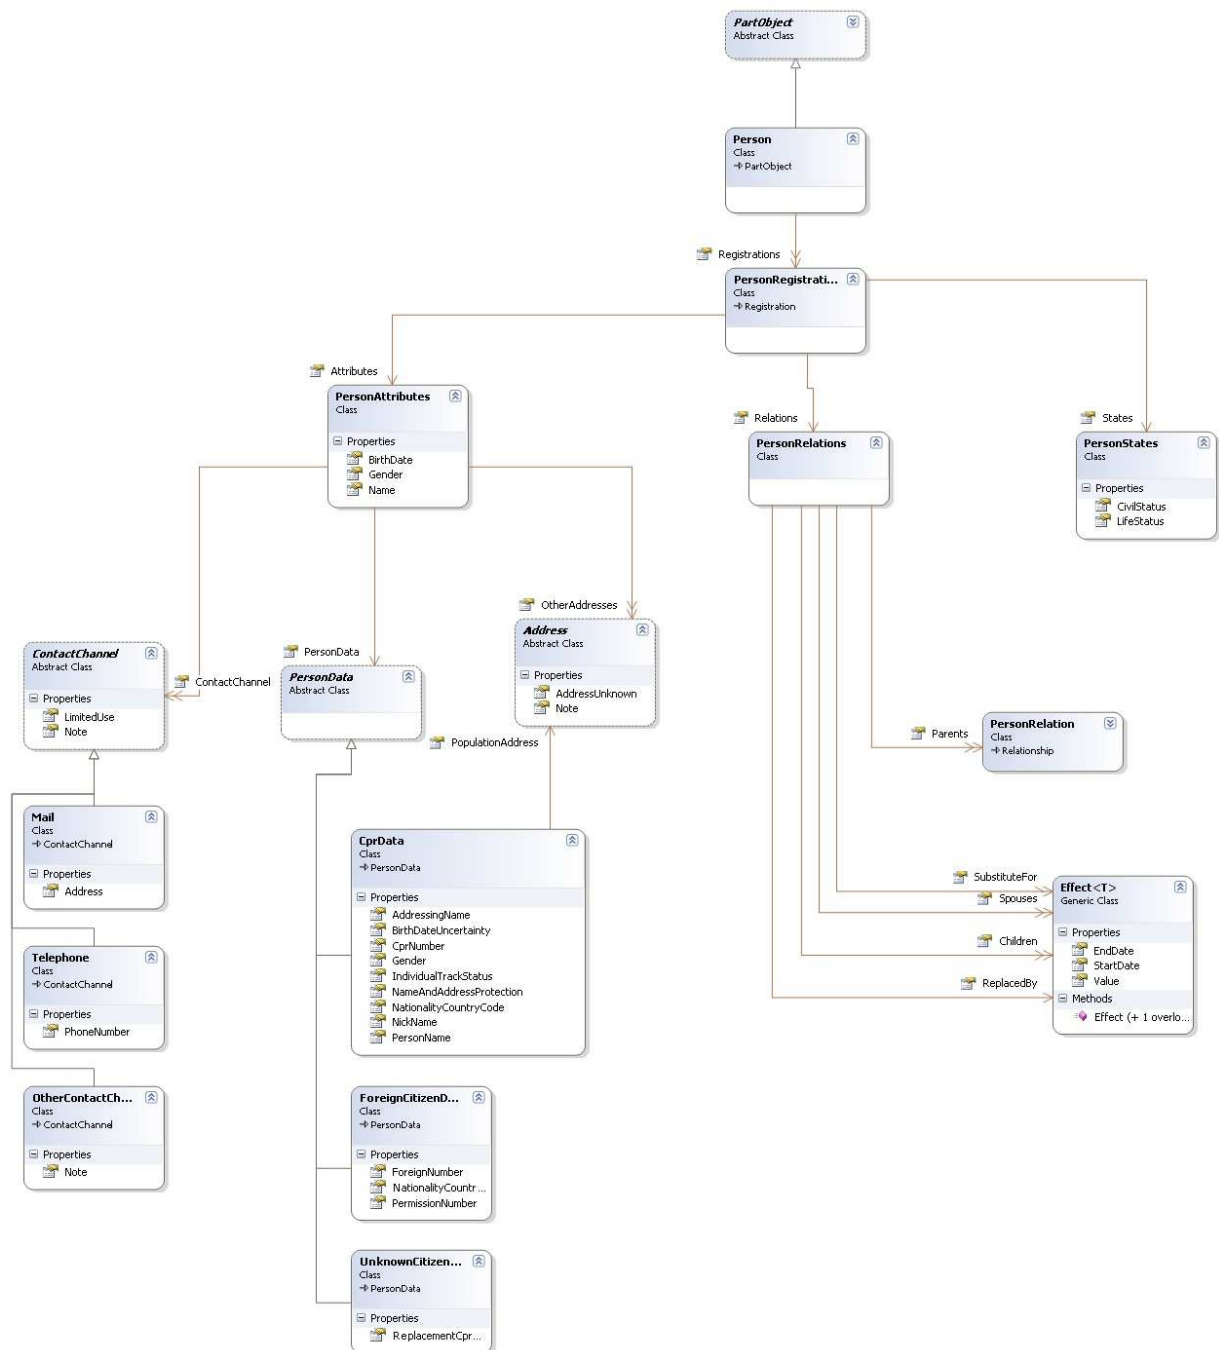 PartObject
Abstract Class
Person
Class
PartObject
Registrations
PersonRegistrati...
Class
Registration
Attributes
PersonAttributes
Class
Properties
BirthDate
Gender
Name
Relations
PersonRelations
Class
States
PersonStates
Class
Properties
CivilStatus
LifeStatus
ContactChannel
Abstract Class
Properties
LimitedUse
Note
ContactChannel
PersonData
PersonData
Abstract Class
OtherAddresses
Address
Abstract Class
Properties
AddressUnknown
Note
PopulationAddress
Parents
PersonRelation
Class
Relationship
Mail
Class
ContactChannel
Properties
Address
Telephone
Class
ContactChannel
Properties
PhoneNumber
OtherContactCh...
Class
ContactChannel
Properties
Note
CprData
Class
PersonData
Properties
AddressingName
BirthDateUncertainty
CprNumber
Gender
IndividualTrackStatus
NameAndAddressProtection
NationalityCountryCode
NickName
PersonName
ForeignCitizenD...
Class
PersonData
Properties
ForeignNumber
NationalityCountr...
PermissionNumber
UnknownCitizen...
Class
PersonData
Properties
ReplacementCpr...
SubstituteFor
Spouses
Children
ReplacedBy
Effect<T>
Generic Class
Properties
EndDate
StartDate
Value
Methods
Effect (+ 1 overlo...